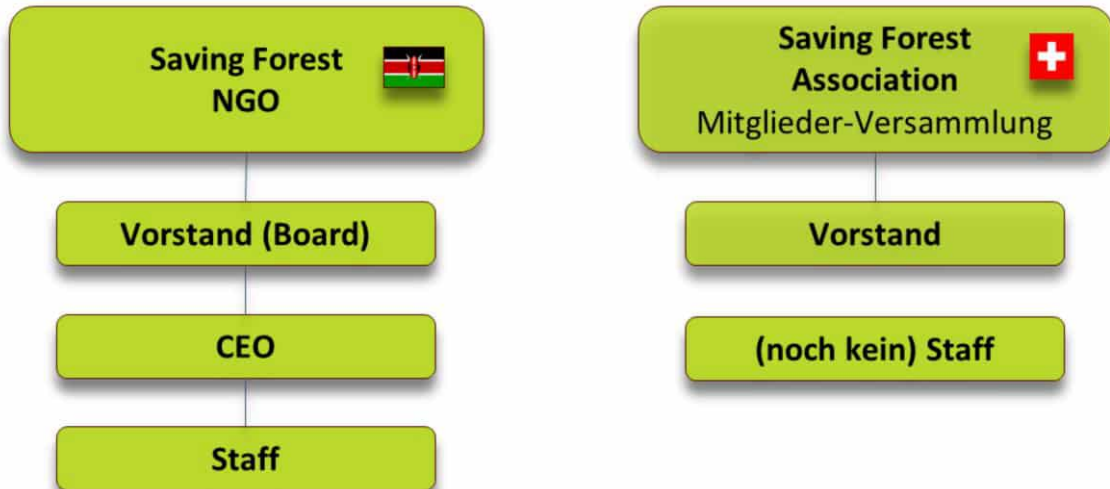 Saving Forest
NGO
Vorstand (Board)
CEO
Staff
Saving Forest
Association
Mitglieder-Versammlung
Vorstand
(noch kein) Staff